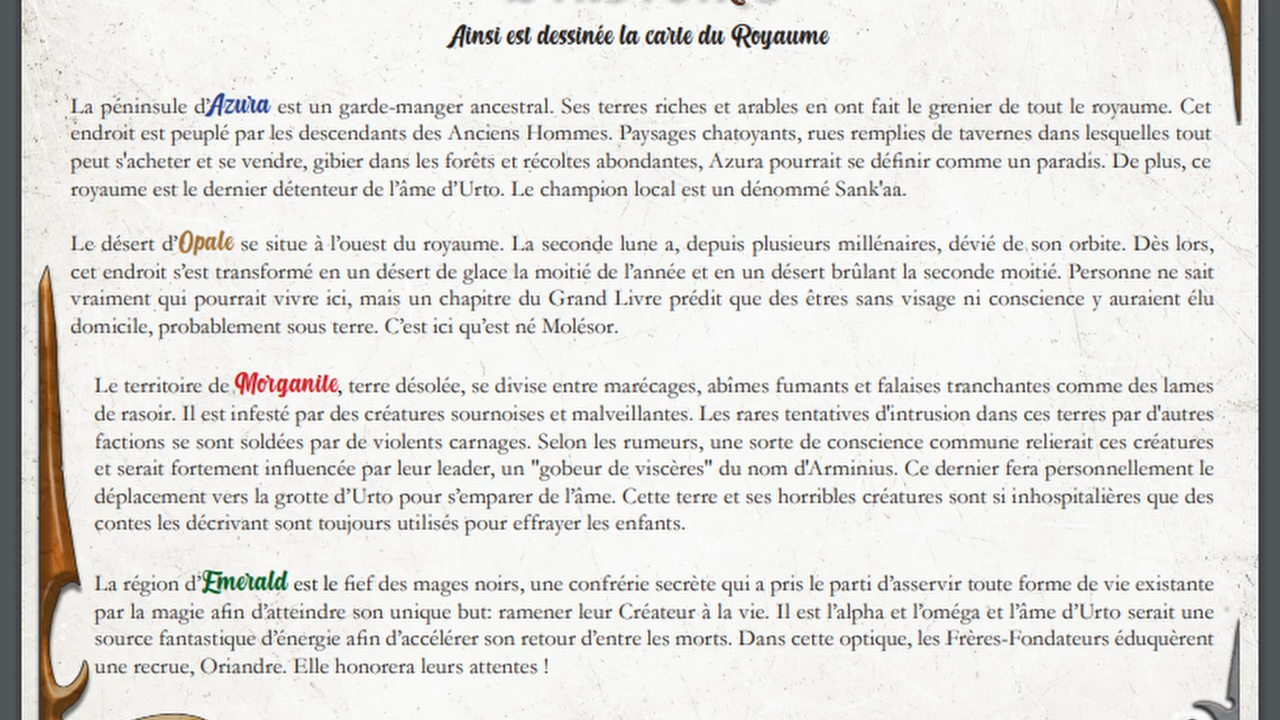 Ainsi est dessinée la carte du Royaume
La péninsule d'Azura est un garde-manger ancestral. Ses terres riches et arables en ont fait le grenier de tout le royaume. Cet
endroit est peuplé par les descendants des Anciens Hommes. Paysages chatoyants, rues remplies de tavernes dans lesquelles tout
peut s'acheter et se vendre, gibier dans les forêts et récoltes abondantes, Azura pourrait se définir comme un paradis. De plus, ce
royaume est le dernier détenteur de l'âme d'Urto. Le champion local est un dénommé Sank'aa.
Le désert d'Opale se situe à l'ouest du royaume. La seconde lune a, depuis plusieurs millénaires, dévié de son orbite. Dès lors,
cet endroit s'est transformé en un désert de glace la moitié de l'année et en un désert brûlant la seconde moitié. Personne ne sait
vraiment qui pourrait vivre ici, mais un chapitre du Grand Livre prédit que des êtres sans visage ni conscience y auraient élu
domicile, probablement sous terre. C'est ici qu'est né Molésor.
Le territoire de Morganite, terre désolée, se divise entre marécages, abîmes fumants et falaises tranchantes comme des lames
de rasoir. Il est infesté par des créatures sournoises et malveillantes. Les rares tentatives d'intrusion dans ces terres par d'autres
factions se sont soldées par de violents carnages. Selon les rumeurs, une sorte de conscience commune relierait ces créatures
et serait fortement influencée par leur leader, un "gobeur de viscères" du nom d'Arminius. Ce dernier fera personnellement le
déplacement vers la grotte d'Urto pour s'emparer de l'âme. Cette terre et ses horribles créatures sont si inhospitalières que des
contes les décrivant sont toujours utilisés pour effrayer les enfants.
La région d'Emerald est le fief des mages noirs, une confrérie secrète qui a pris le parti d'asservir toute forme de vie existante
par la magie afin d'atteindre son unique but: ramener leur Créateur à la vie. Il est l'alpha et l'oméga et l'âme d'Urto serait une
source fantastique d'énergie afin d'accélérer son retour d'entre les morts. Dans cette optique, les Frères-Fondateurs éduquèrent
une recrue, Oriandre. Elle honorera leurs attentes !